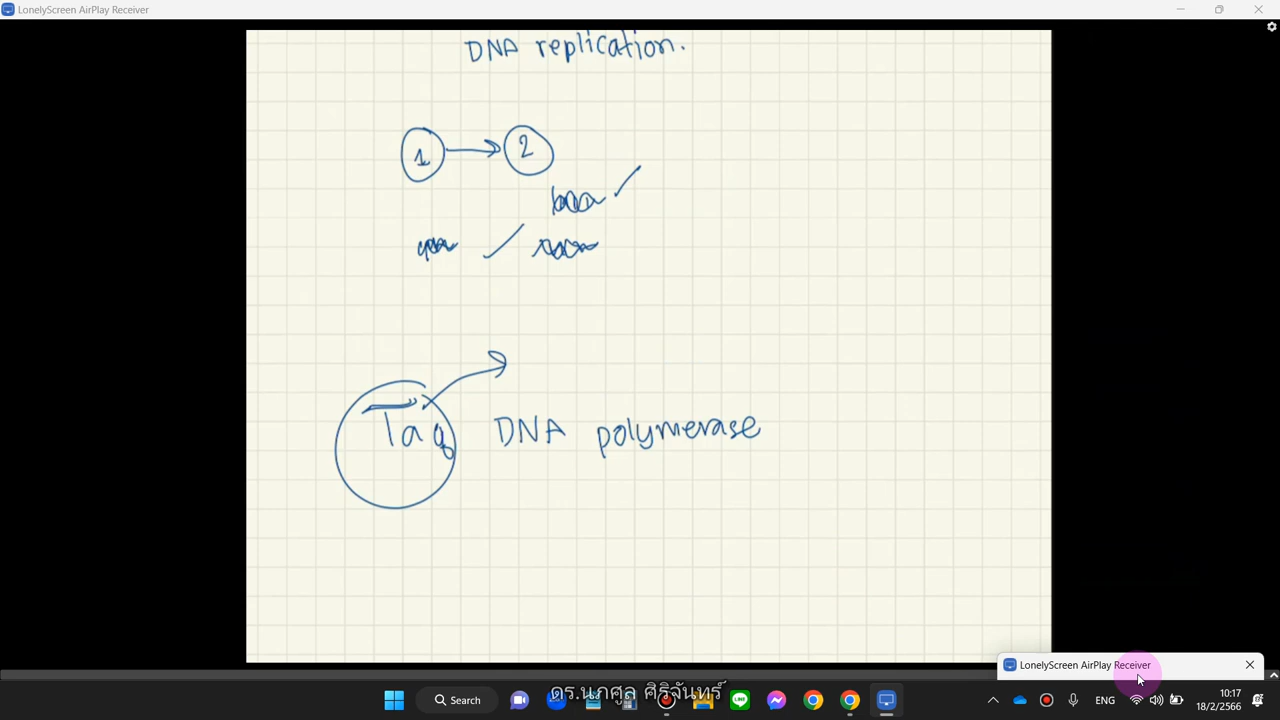 LonelyScreen AirPlay Receiver
DNA replication.
1 → 2
Taq DNA polymerase
LonelyScreen AirPlay Receiver
Search
ดร.นภศูล ศิริจันทร์
ENG
10:17
18/2/2566